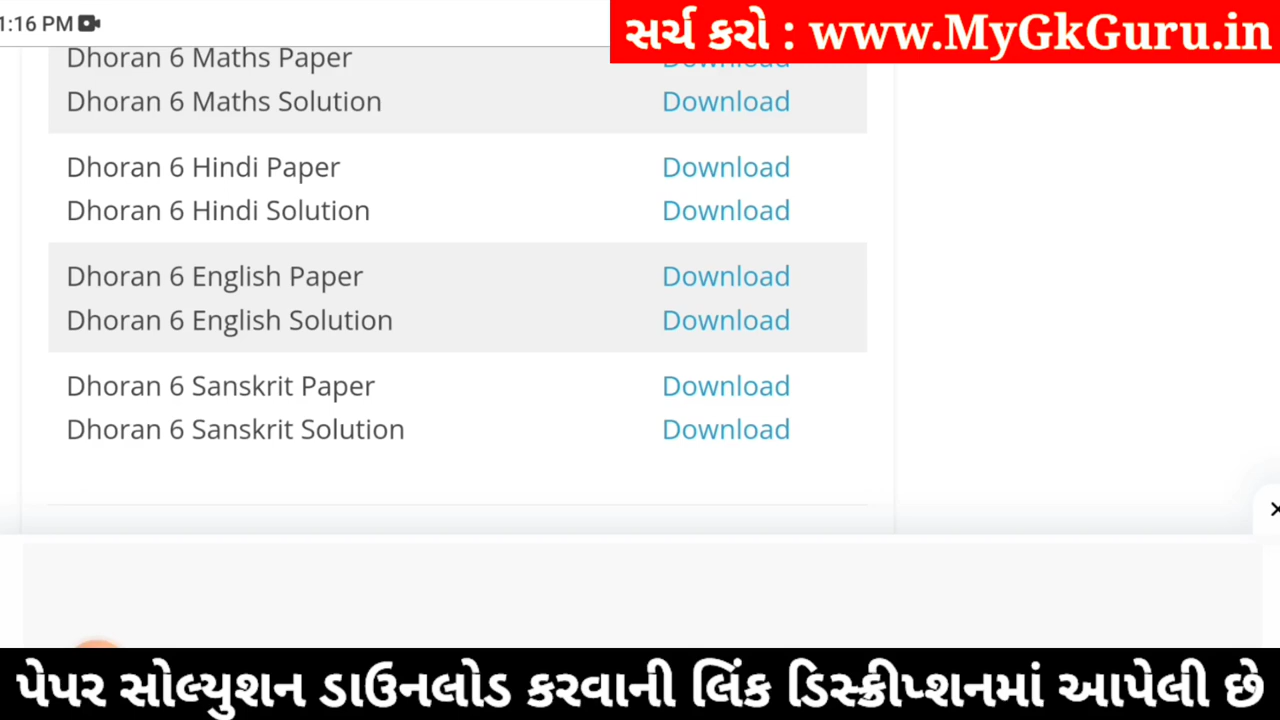 1:16 PM
સર્ચ કરો : www.MyGkGuru.in
Dhoran 6 Maths Paper Download
Dhoran 6 Maths Solution Download
Dhoran 6 Hindi Paper Download
Dhoran 6 Hindi Solution Download
Dhoran 6 English Paper Download
Dhoran 6 English Solution Download
Dhoran 6 Sanskrit Paper Download
Dhoran 6 Sanskrit Solution Download
પેપર સોલ્યુશન ડાઉનલોડ કરવાની લિંક ડિસ્ક્રીપ્શનમાં આપેલી છે